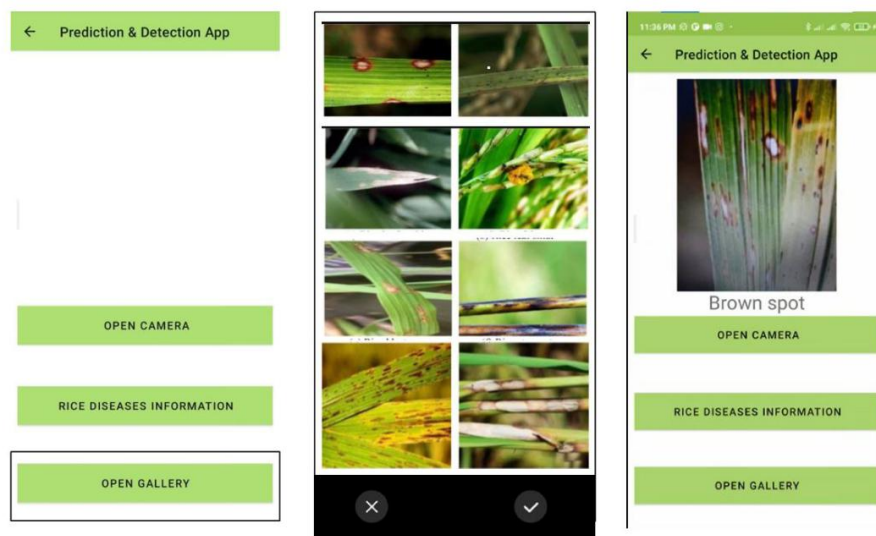 ← Prediction & Detection App
OPEN CAMERA
RICE DISEASES INFORMATION
OPEN GALLERY
11:36 PM
← Prediction & Detection App
Brown spot
OPEN CAMERA
RICE DISEASES INFORMATION
OPEN GALLERY